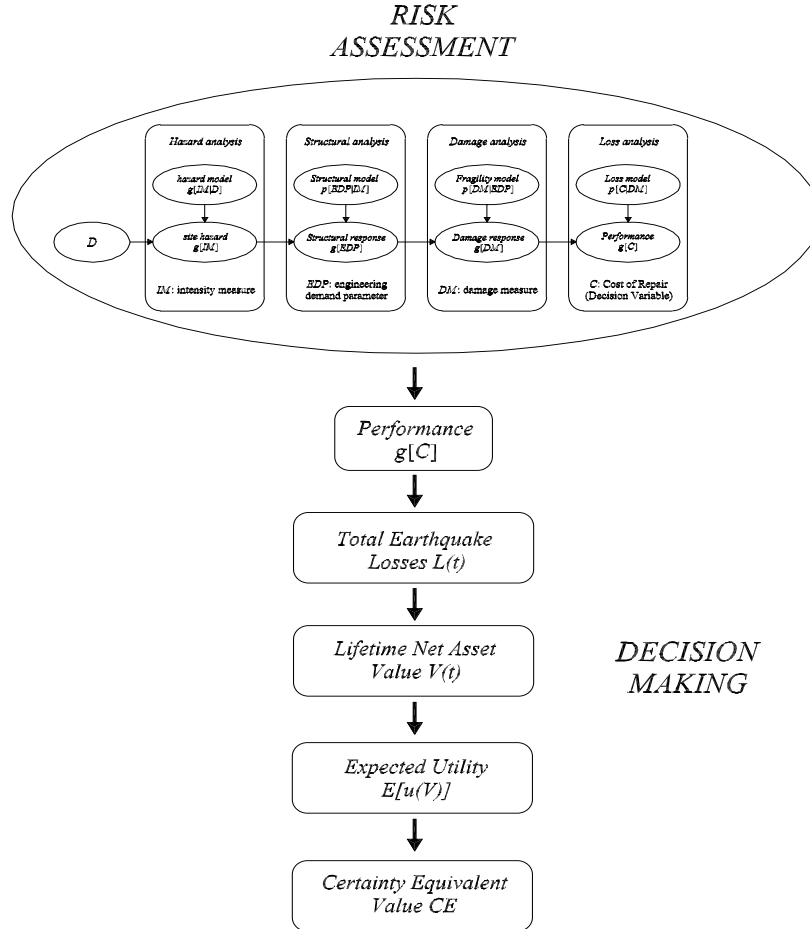 RISK
ASSESSMENT
Hazard analysis
hazard model
g[IM|D]
site hazard
g[IM]
IM: intensity measure
Structural analysis
Structural model
p[EDP|IM]
Structural response
g[EDP]
EDP: engineering
demand parameter
Damage analysis
Fragility model
p[DM|EDP]
Damage response
g[DM]
DM: damage measure
Loss analysis
Loss model
p[C|DM]
Performance
g[C]
C: Cost of Repair
(Decision Variable)
D
Performance
g[C]
Total Earthquake
Losses L(t)
Lifetime Net Asset
Value V(t)
DECISION
MAKING
Expected Utility
E[u(V)]
Certainty Equivalent
Value CE